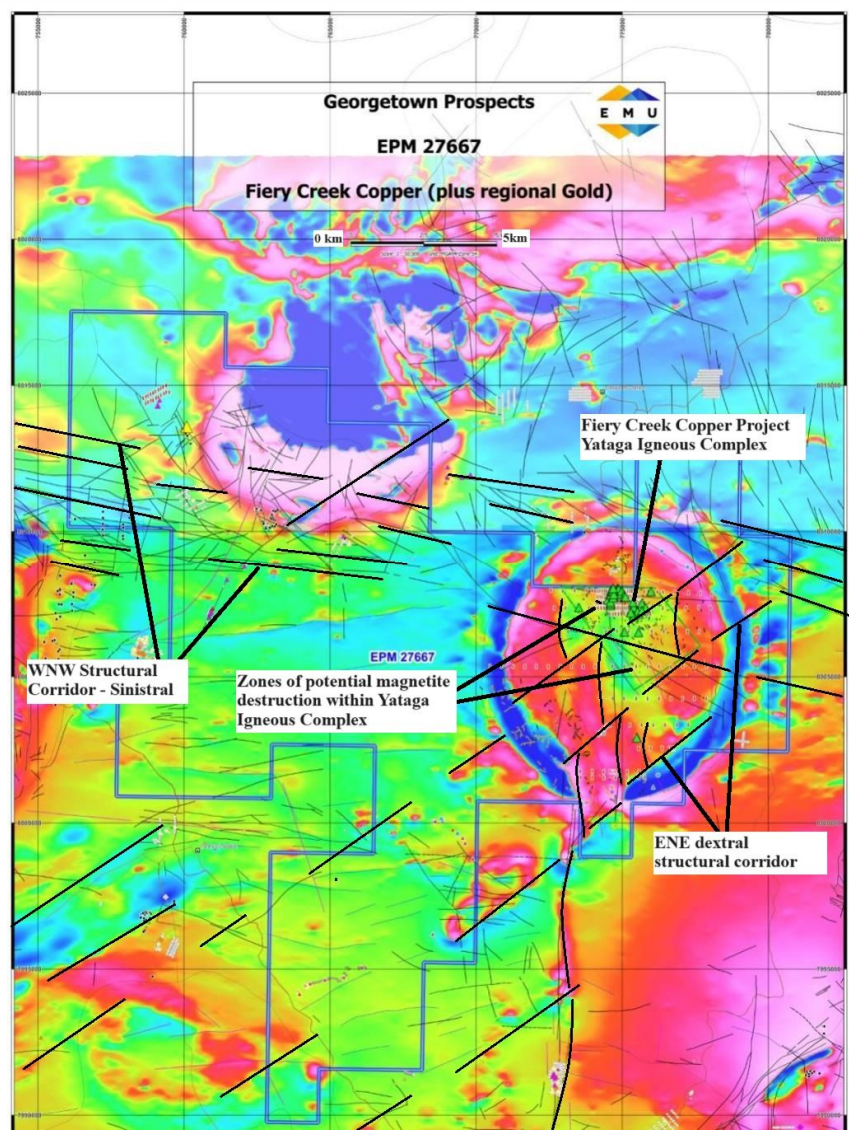 Georgetown Prospects
E M U
EPM 27667
Fiery Creek Copper (plus regional Gold)
0 km
5km
Fiery Creek Copper Project
Yataga Igneous Complex
EPM 27667
WNW Structural
Corridor - Sinistral
Zones of potential magnetite
destruction within Yataga
Igneous Complex
ENE dextral
structural corridor